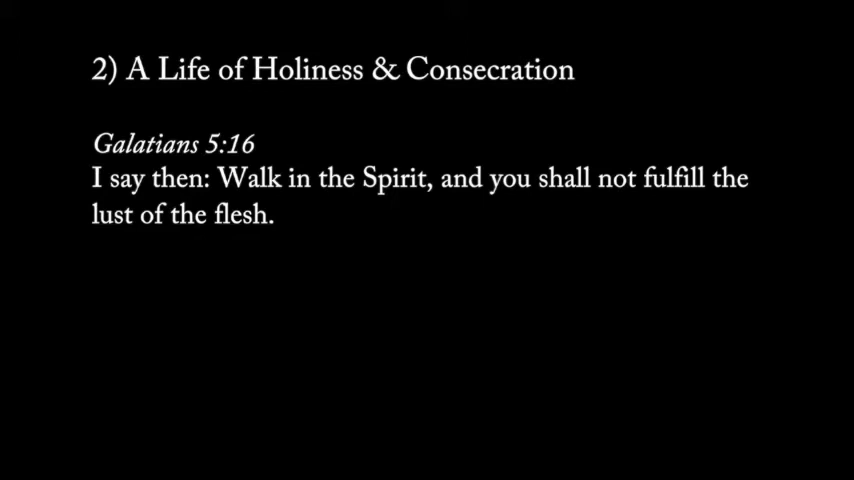 2) A Life of Holiness & Consecration
Galatians 5:16
I say then: Walk in the Spirit, and you shall not fulfill the
lust of the flesh.